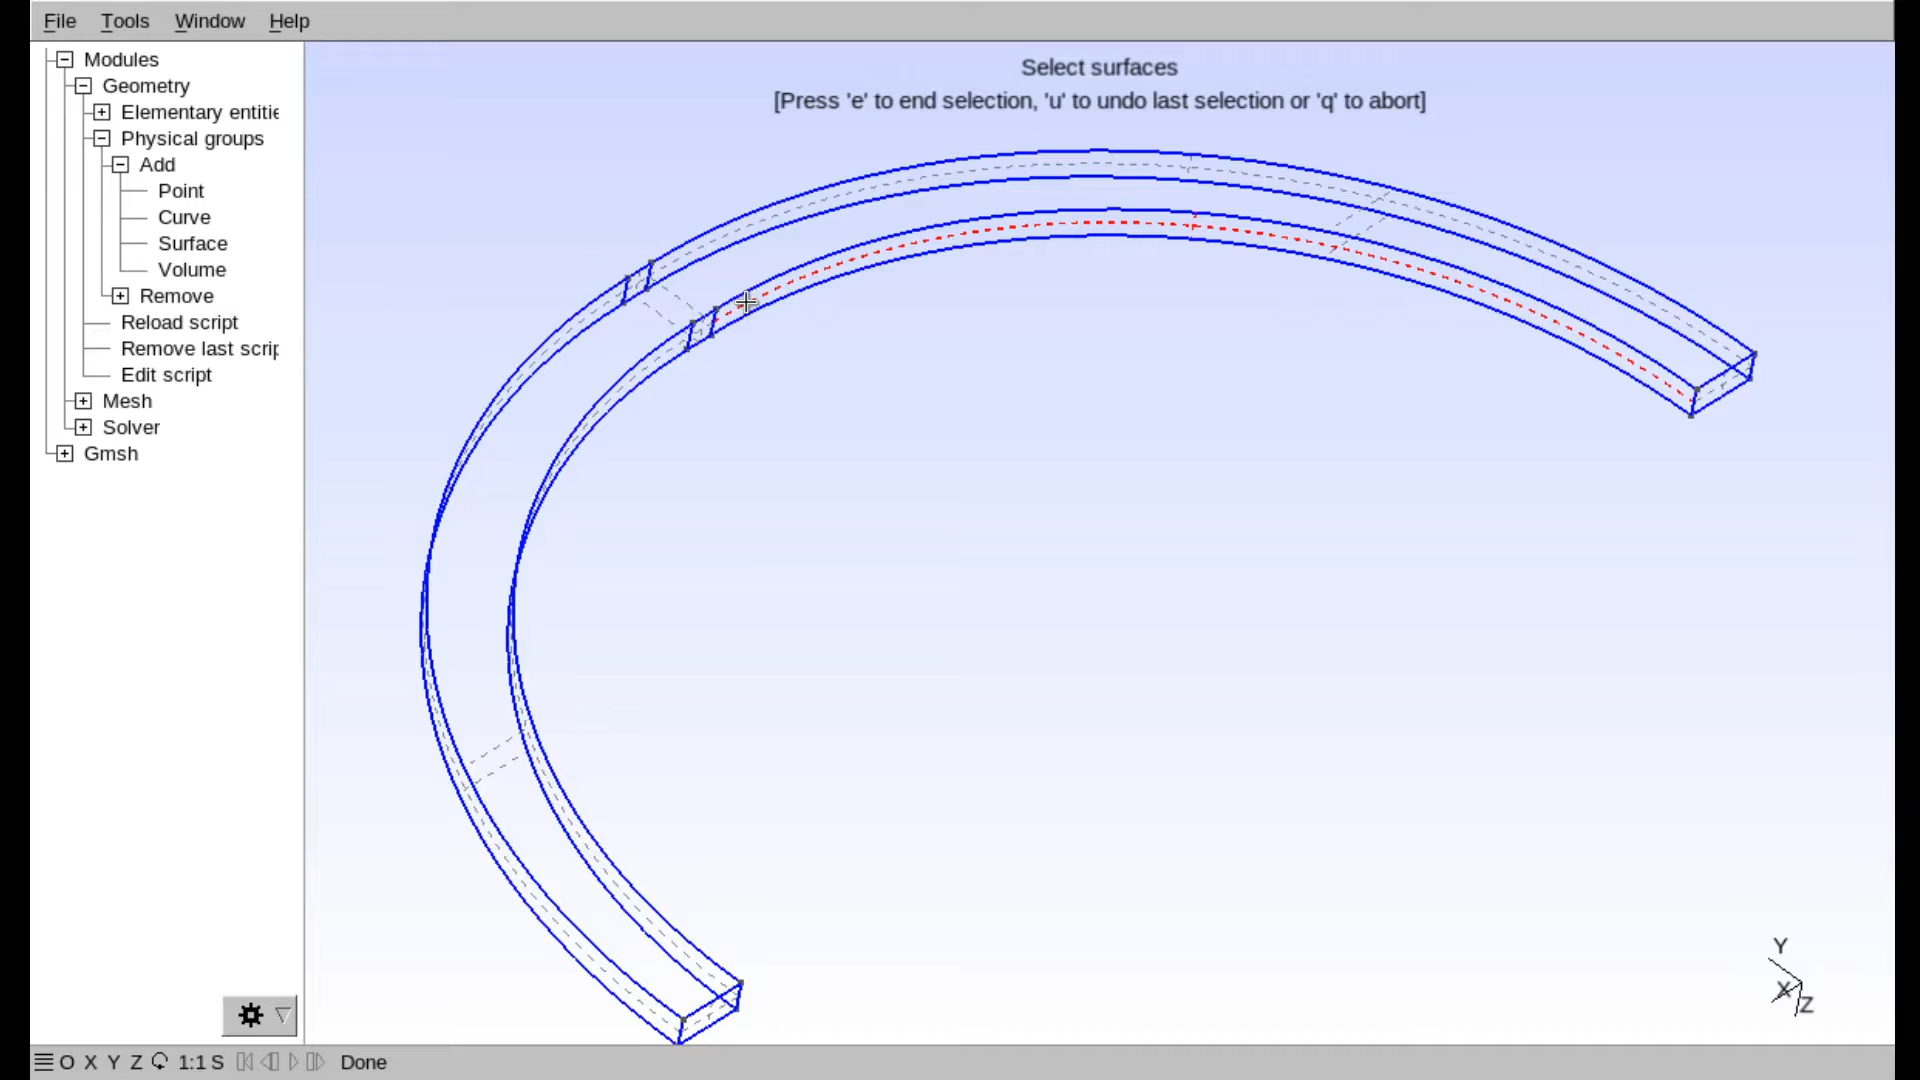 File Tools Window Help
Select surfaces
[Press 'e' to end selection, 'u' to undo last selection or 'q' to abort]
Modules
Geometry
Elementary entitie
Physical groups
Add
Point
Curve
Surface
Volume
Remove
Reload script
Remove last scrip
Edit script
Mesh
Solver
Gmsh
Y
X
Z
O X Y Z 1:1 S Done